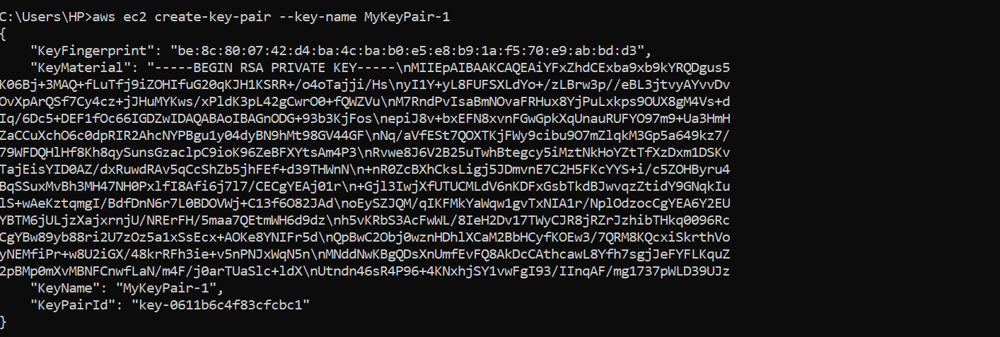 C:\Users\HP>aws ec2 create-key-pair --key-name MyKeyPair-1
{
    "KeyFingerprint": "be:8c:80:07:42:d4:ba:4c:ba:b0:e5:e8:b9:1a:f5:70:e9:ab:bd:d3",
    "KeyMaterial": "-----BEGIN RSA PRIVATE KEY-----\nMIIEpAIBAAKCAQEAiYFxZhdCExba9xb9kYRQDgus5
K06Bj+3MAQ+fLuTfj9iZOHIfuG20qKJH1KSRR+/o4oTajji/Hs\nyI1Y+yL8FUFSXLdYo+/zLBrw3p//eBL3jtvyAYvvDv
OvXpArQSf7Cy4cz+jJHuMYKws/xPldK3pL42gCwrO0+fQWZVu\nM7RndPvIsaBmNOvaFRHux8YjPuLxkps9OUX8gM4Vs+d
Iq/6Dc5+DEF1fOc66IGDZwIDAQABAoIBAGnODG+93b3KjFos\nepiJ8v+bxEFN8xvnFGwGpkXqUnauRUFYO97m9+Ua3HmH
ZaCCuXchO6c0dpRIR2AhcNYPBgu1y04dyBN9hMt98GV44GF\nNq/aVfESt7QOXTKjFWy9cibu9O7mZlqkM3Gp5a649kz7/
79WFDQHlHf8Kh8qySunsGzaclpC9ioK96ZeBFXYtsAm4P3\nRvwe8J6V2B25uTwhBtegcy5iMztNkHoYZtTfXzDxm1DSKv
TajEisYID0AZ/dxRuwdRAv5qCcShZb5jhFEf+d39THWnN\n+nR0ZcBXhCksLigj5JDmvnE7C2H5FKcYYS+i/c5ZOHByru4
BqSSuxMvBh3MH47NH0PxlfI8Afi6j7l7/CECgYEAj01r\n+Gjl3IwjXfUTUCMLdV6nKDFxGsbTkdBJwvqzZtidY9GNqkIu
lS+wAeKztqmgI/BdfDnN6r7L0BDOVWj+C13f6O82JAd\noEySZJQM/qIKFMkYaWqw1gvTxNIA1r/NplOdzocCgYEA6Y2EU
YBTM6jULjzXajxrnjU/NRErFH/5maa7QEtmWH6d9dz\nh5vKRbS3AcFwWL/8IeH2Dv17TWyCJR8jRZrJzhibTHkq0096Rc
CgYBw89yb88ri2U7zOz5a1xSsEcx+AOKe8YNIFr5d\nQpBwC2Obj0wznHDhlXCaM2BbHCyfKOEw3/7QRM8KQcxiSkrthVo
yNEMfiPr+w8U2iGX/48krRFh3ie+v5nPNJxWqN5n\nMNddNwKBgQDsXnUmfEvFQ8AkDcCAthcawL8Yfh7sgjJeFYFLKquZ
2pBMp0mXvMBNFCnwfLaN/m4F/j0arTUaSlc+ldX\nUtndn46sR4P96+4KNxhjSY1vwFgI93/IInqAF/mg1737pWLD39UJz
    "KeyName": "MyKeyPair-1",
    "KeyPairId": "key-0611b6c4f83cfcbc1"
}